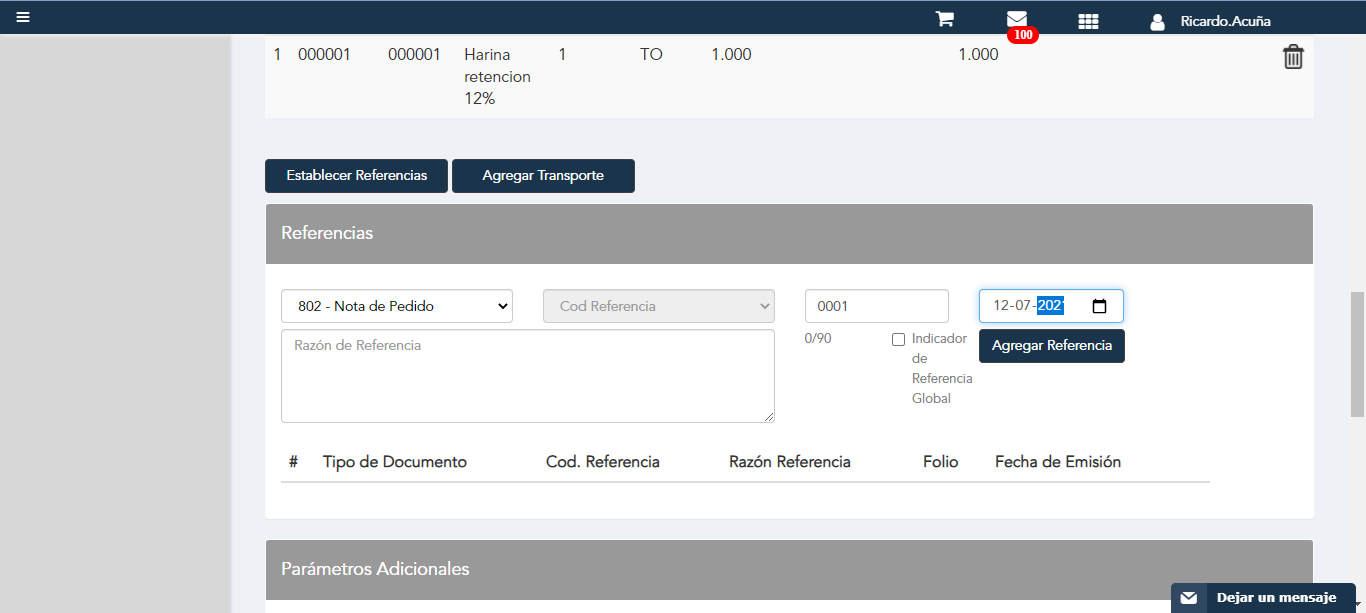 Ricardo.Acuña
100
1 000001 000001 Harina 1 TO 1.000 1.000
retencion
12%
Establecer Referencias Agregar Transporte
Referencias
802 - Nota de Pedido Cod Referencia 0001 12-07-2021
Razón de Referencia 0/90 Indicador Agregar Referencia
de
Referencia
Global
# Tipo de Documento Cod. Referencia Razón Referencia Folio Fecha de Emisión
Parámetros Adicionales
Dejar un mensaje